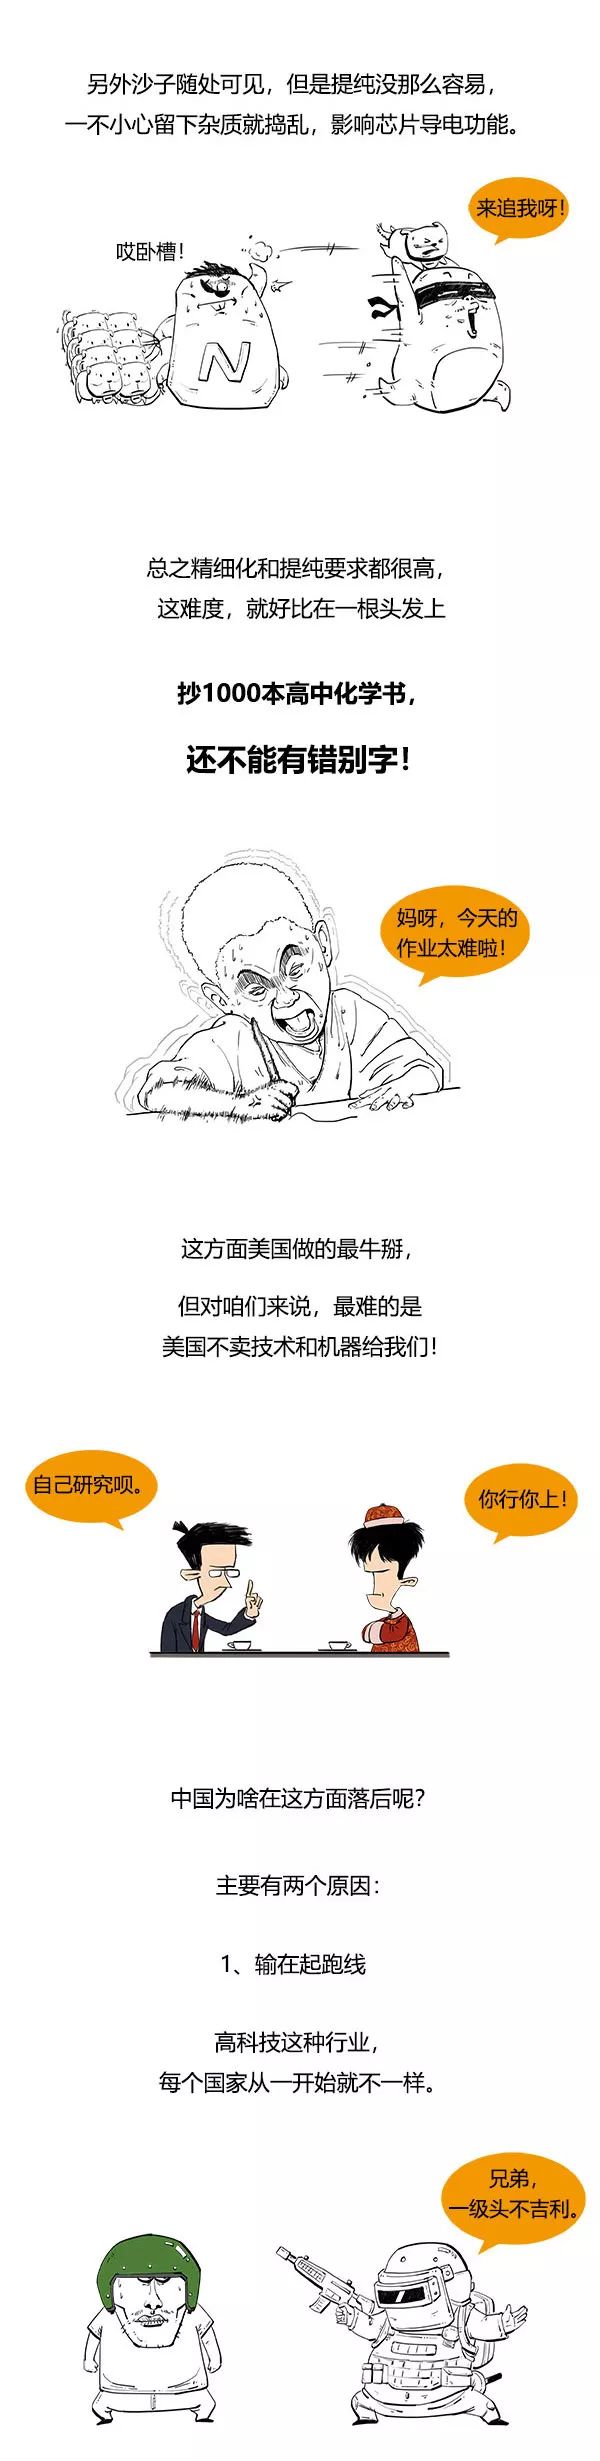 另外沙子随处可见，但是提纯没那么容易，
一不小心留下杂质就捣乱，影响芯片导电功能。
来追我呀！
哎卧槽！
N
总之精细化和提纯要求都很高，
这难度，就好比在一根头发上
抄1000本高中化学书，
还不能有错别字！
妈呀，今天的
作业太难啦！
这方面美国做的最牛掰，
但对咱们来说，最难的是
美国不卖技术和机器给我们！
自己研究呗。
你行你上！
中国为啥在这方面落后呢？
主要有两个原因：
1、输在起跑线
高科技这种行业，
每个国家从一开始就不一样。
兄弟，
一级头不吉利。